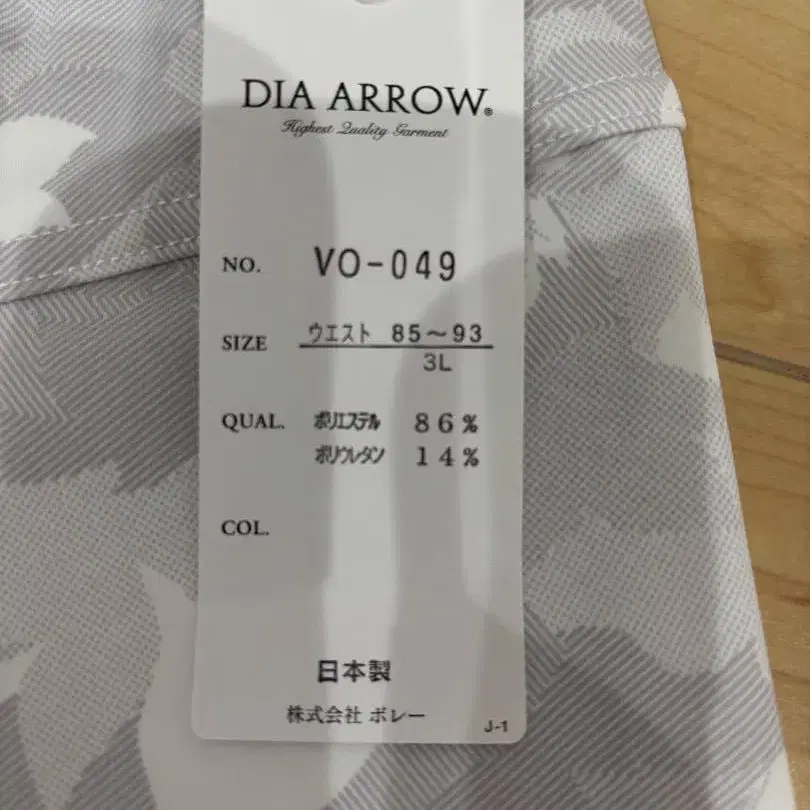 DIA ARROW®
Highest Quality Garment
NO. VO-049
SIZE ウエスト 85～93
3L
QUAL. ポリエステル 86%
ポリウレタン 14%
COL.
日本製
株式会社 ボレー
J-1